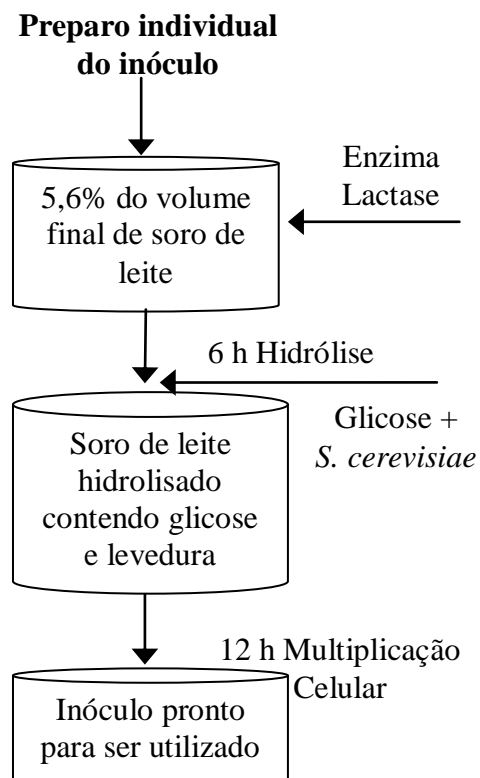 Preparo individual
do inóculo
Enzima
Lactase
5,6% do volume
final de soro de
leite
6 h Hidrólise
Glicose +
S. cerevisiae
Soro de leite
hidrolisado
contendo glicose
e levedura
12 h Multiplicação
Celular
Inóculo pronto
para ser utilizado